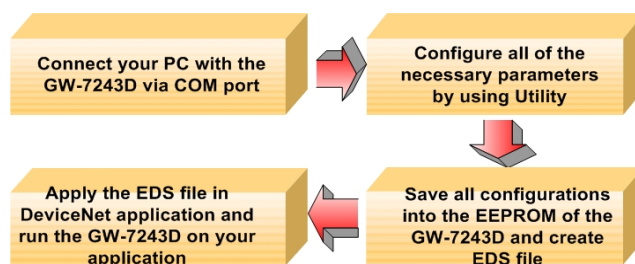 Connect your PC with the
GW-7243D via COM port
Configure all of the
necessary parameters
by using Utility
Save all configurations
into the EEPROM of the
GW-7243D and create
EDS file
Apply the EDS file in
DeviceNet application and
run the GW-7243D on your
application